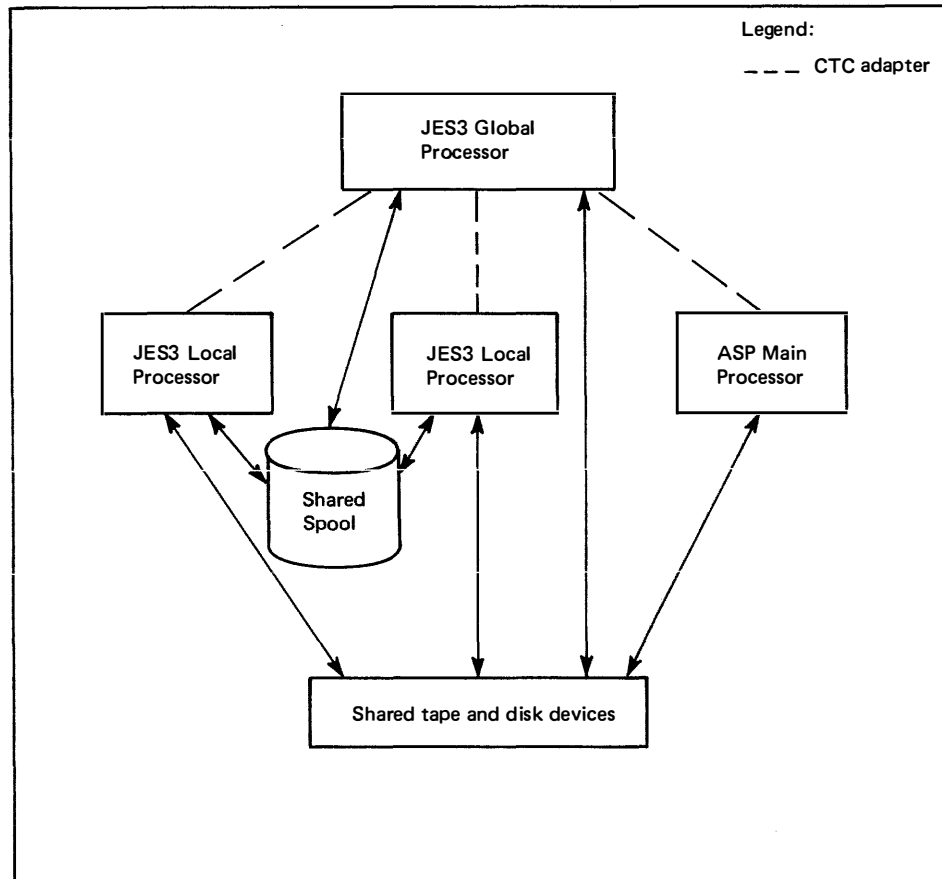 Legend:
CTC adapter
JES3 Global
Processor
JES3 Local
Processor
JES3 Local
Processor
ASP Main
Processor
Shared
Spool
Shared tape and disk devices